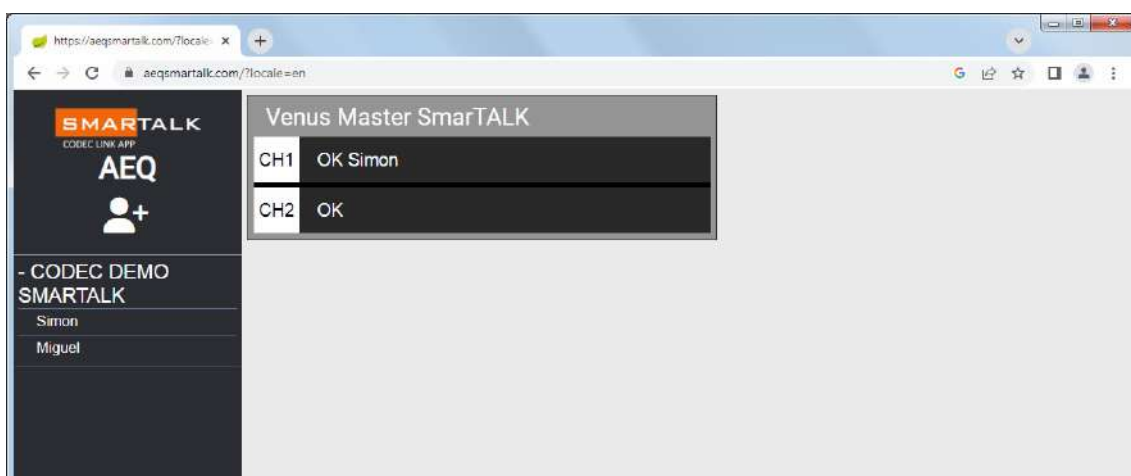 https://aeqsmartalk.com/?locale=
aeqsmartalk.com/?locale=en
SMARTALK
CODEC LINK APP
AEQ
- CODEC DEMO
SMARTALK
Simon
Miguel
Venus Master SmarTALK
CH1 OK Simon
CH2 OK